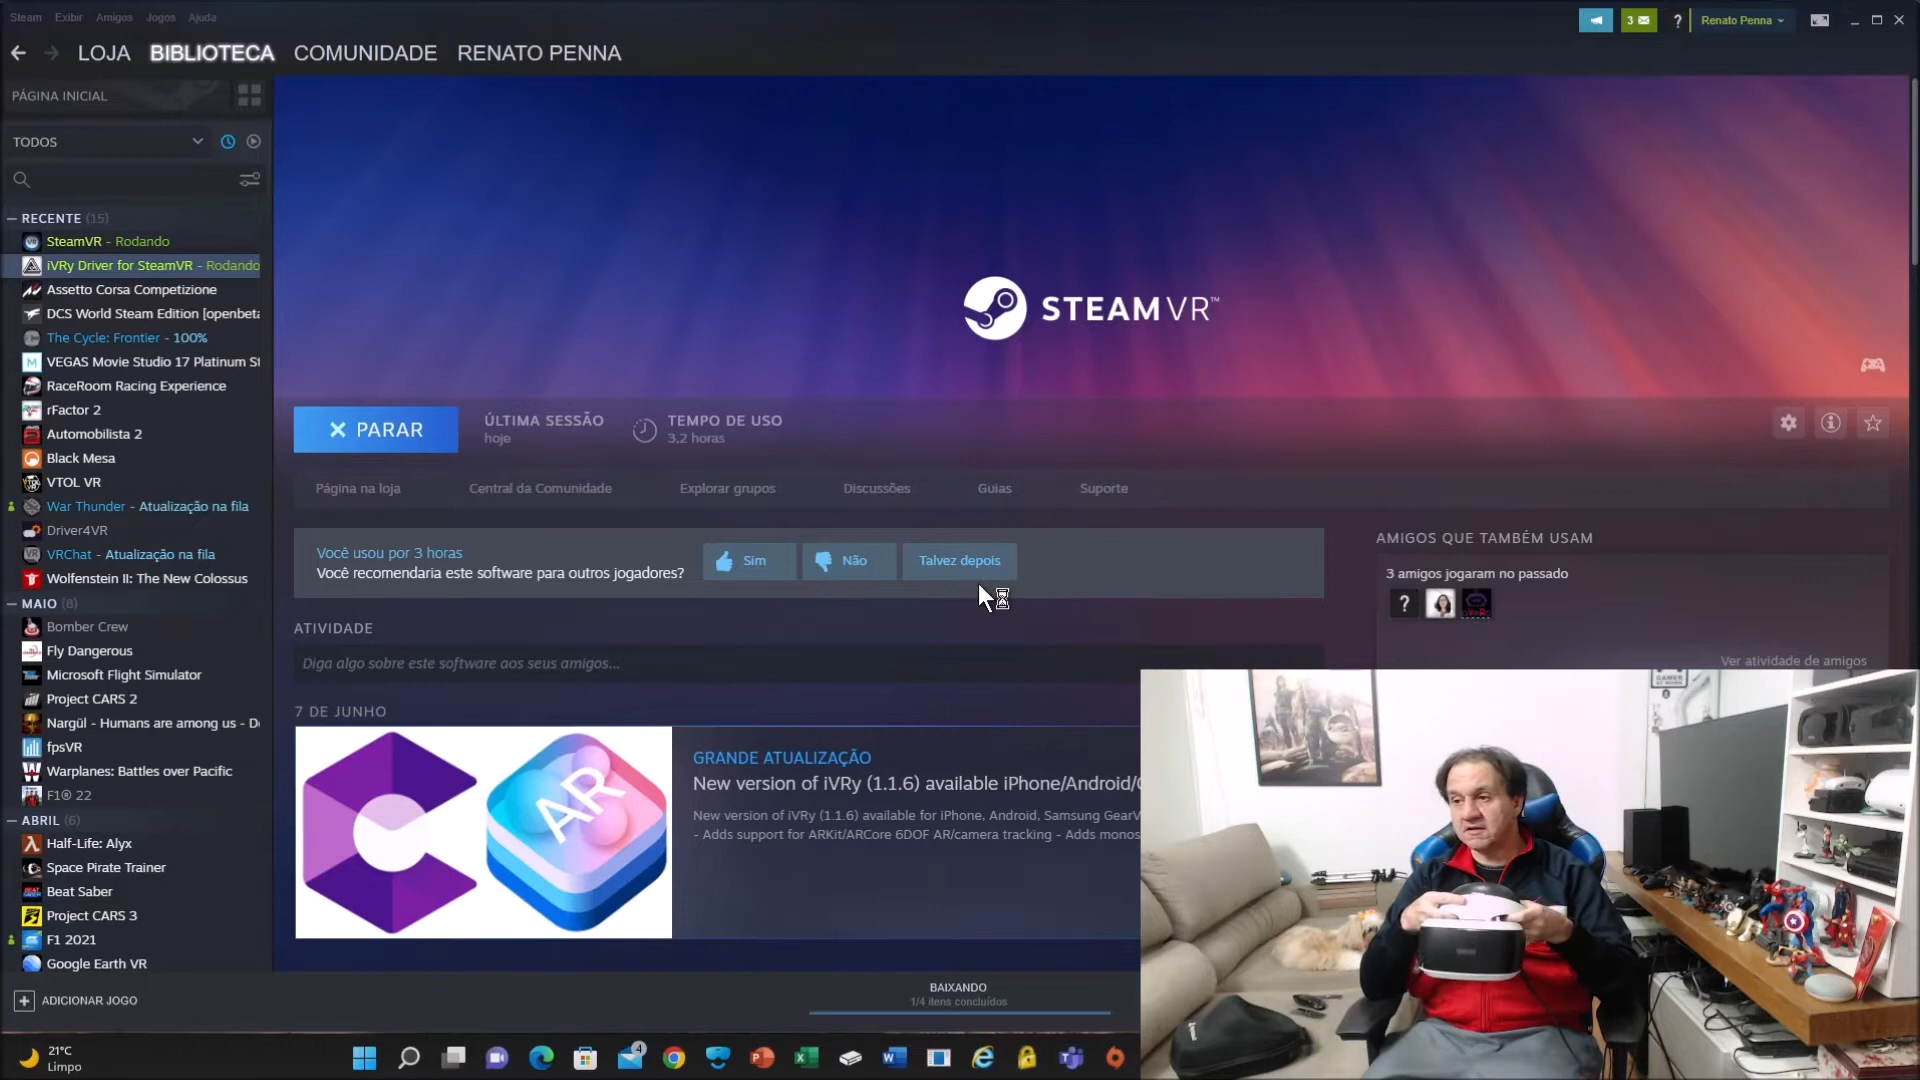 Steam Exibir Amigos Jogos Ajuda
3
?
Renato Penna
LOJA BIBLIOTECA COMUNIDADE RENATO PENNA
PÁGINA INICIAL
TODOS
RECENTE (15)
SteamVR - Rodando
iVRy Driver for SteamVR - Rodando
Assetto Corsa Competizione
DCS World Steam Edition [openbeta
The Cycle: Frontier - 100%
VEGAS Movie Studio 17 Platinum St
RaceRoom Racing Experience
rFactor 2
Automobilista 2
Black Mesa
VTOL VR
War Thunder - Atualização na fila
Driver4VR
VRChat - Atualização na fila
Wolfenstein II: The New Colossus
MAIO (8)
Bomber Crew
Fly Dangerous
Microsoft Flight Simulator
Project CARS 2
Nargül - Humans are among us - De
fpsVR
Warplanes: Battles over Pacific
F1® 22
ABRIL (6)
Half-Life: Alyx
Space Pirate Trainer
Beat Saber
Project CARS 3
F1 2021
Google Earth VR
ADICIONAR JOGO
STEAMVR™
PARAR
ÚLTIMA SESSÃO
hoje
TEMPO DE USO
3,2 horas
Página na loja Central da Comunidade Explorar grupos Discussões Guias Suporte
Você usou por 3 horas
Você recomendaria este software para outros jogadores?
Sim Não Talvez depois
AMIGOS QUE TAMBÉM USAM
3 amigos jogaram no passado
?
Ver atividade de amigos
ATIVIDADE
Diga algo sobre este software aos seus amigos...
7 DE JUNHO
AR
GRANDE ATUALIZAÇÃO
New version of iVRy (1.1.6) available iPhone/Android/
New version of iVRy (1.1.6) available for iPhone, Android, Samsung GearV
- Adds support for ARKit/ARCore 6DOF AR/camera tracking - Adds monos
BAIXANDO
1/4 itens concluídos
21°C
Limpo
4